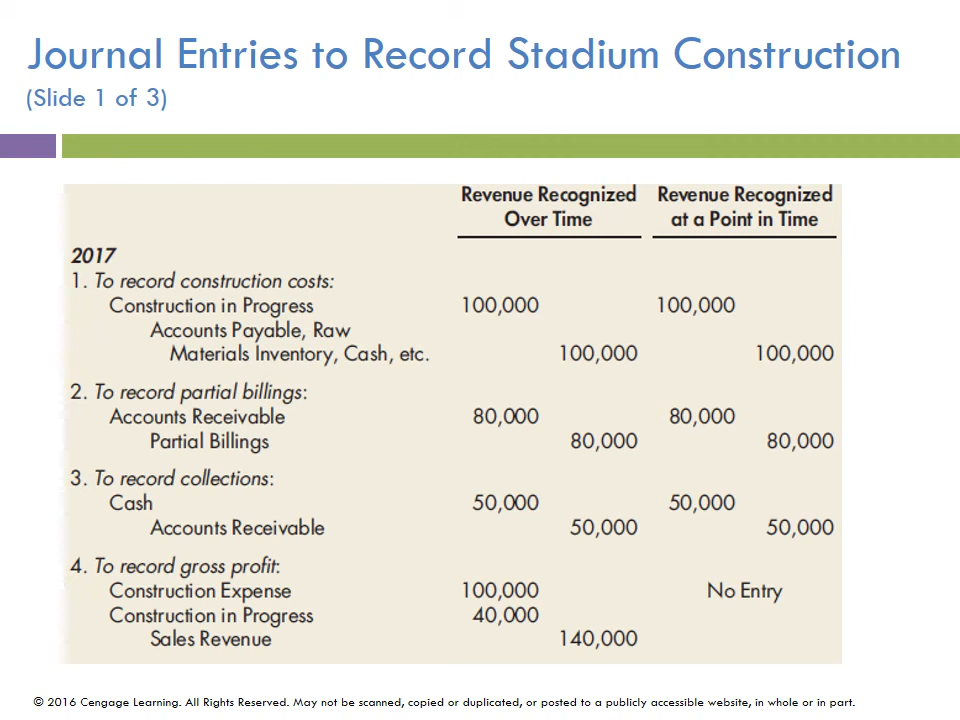 Journal Entries to Record Stadium Construction
(Slide 1 of 3)
Revenue Recognized Revenue Recognized
Over Time at a Point in Time
2017
1. To record construction costs:
Construction in Progress 100,000 100,000
Accounts Payable, Raw
Materials Inventory, Cash, etc. 100,000 100,000
2. To record partial billings:
Accounts Receivable 80,000 80,000
Partial Billings 80,000 80,000
3. To record collections:
Cash 50,000 50,000
Accounts Receivable 50,000 50,000
4. To record gross profit:
Construction Expense 100,000 No Entry
Construction in Progress 40,000
Sales Revenue 140,000
© 2016 Cengage Learning. All Rights Reserved. May not be scanned, copied or duplicated, or posted to a publicly accessible website, in whole or in part.